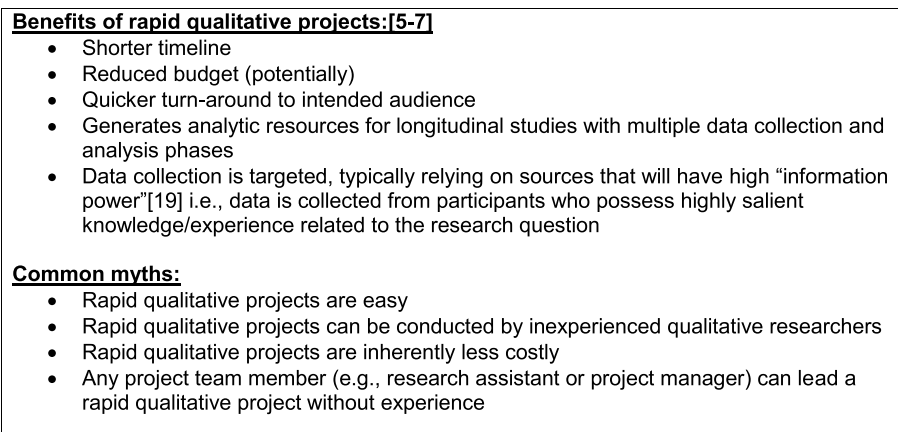 Benefits of rapid qualitative projects:[5-7]
• Shorter timeline
• Reduced budget (potentially)
• Quicker turn-around to intended audience
• Generates analytic resources for longitudinal studies with multiple data collection and
analysis phases
• Data collection is targeted, typically relying on sources that will have high “information
power”[19] i.e., data is collected from participants who possess highly salient
knowledge/experience related to the research question
Common myths:
• Rapid qualitative projects are easy
• Rapid qualitative projects can be conducted by inexperienced qualitative researchers
• Rapid qualitative projects are inherently less costly
• Any project team member (e.g., research assistant or project manager) can lead a
rapid qualitative project without experience